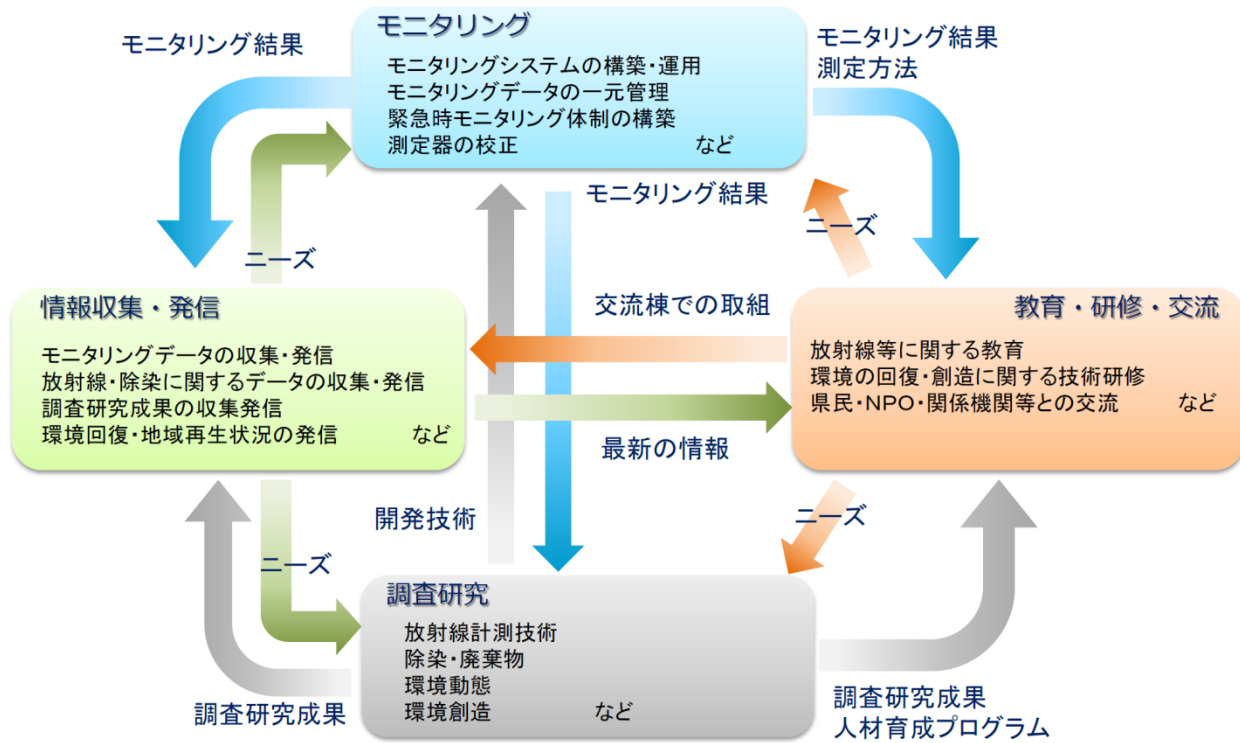 モニタリング
モニタリングシステムの構築・運用
モニタリングデータの一元管理
緊急時モニタリング体制の構築
測定器の校正 など
モニタリング結果
モニタリング結果
測定方法
モニタリング結果
ニーズ
ニーズ
情報収集・発信
モニタリングデータの収集・発信
放射線・除染に関するデータの収集・発信
調査研究成果の収集発信
環境回復・地域再生状況の発信 など
交流棟での取組
最新の情報
教育・研修・交流
放射線等に関する教育
環境の回復・創造に関する技術研修
県民・NPO・関係機関等との交流 など
開発技術
ニーズ
ニーズ
調査研究
放射線計測技術
除染・廃棄物
環境動態
環境創造 など
調査研究成果
調査研究成果
人材育成プログラム